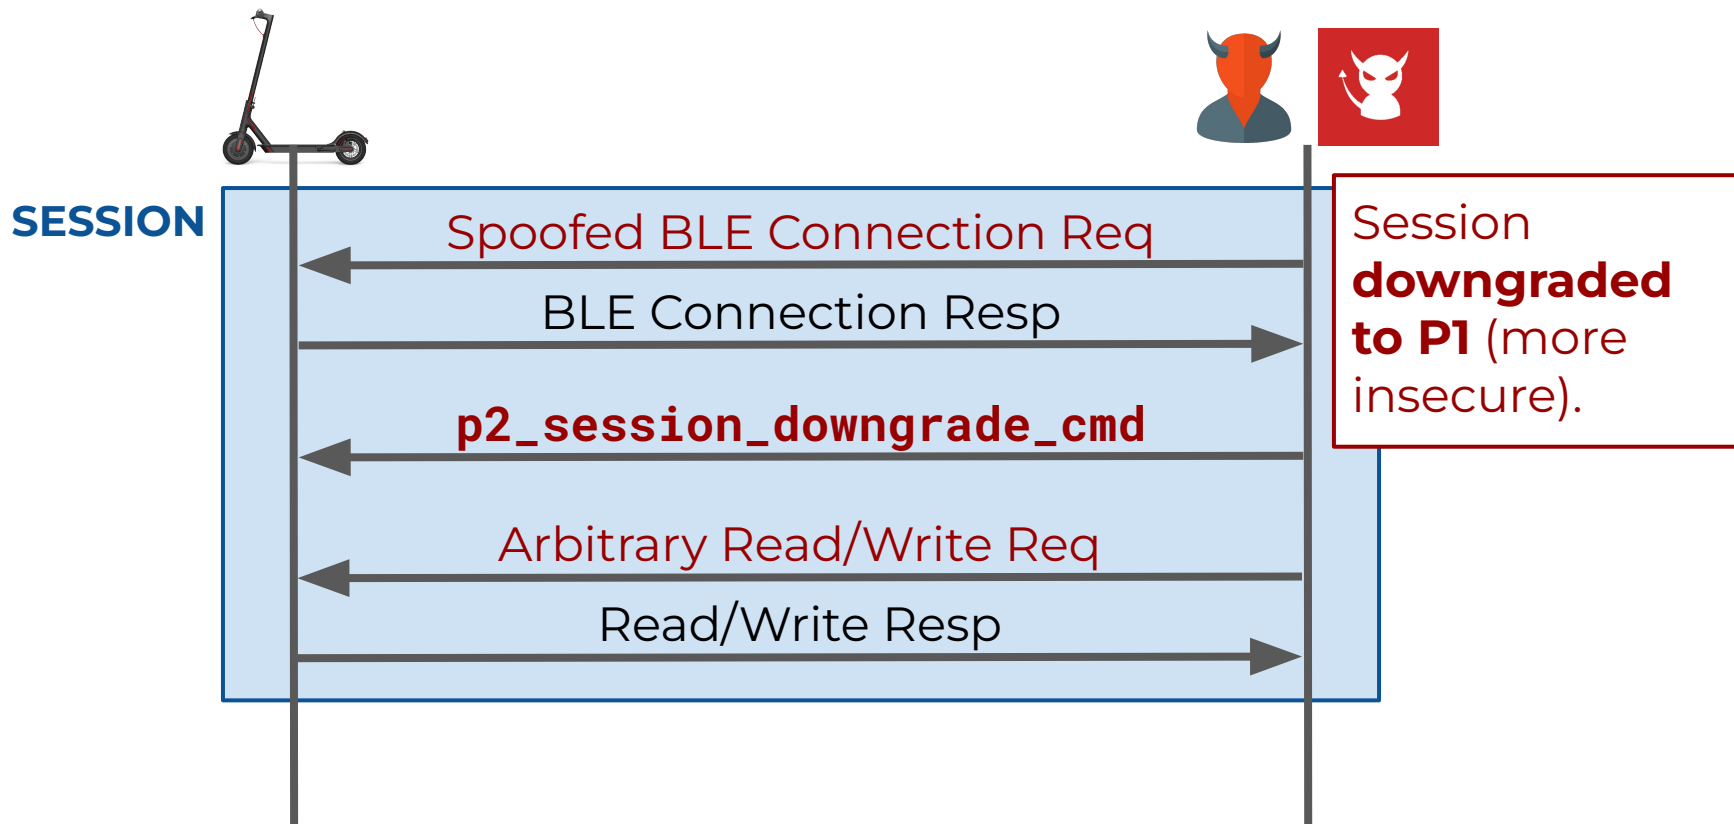 SESSION
Spoofed BLE Connection Req
BLE Connection Resp
p2_session_downgrade_cmd
Arbitrary Read/Write Req
Read/Write Resp
Session
downgraded
to P1 (more
insecure).